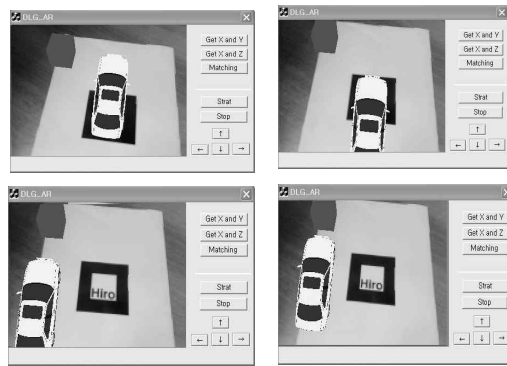 DLG_AR
Get X and Y
Get X and Z
Matching
Strat
Stop
↑
← ↓ →
DLG_AR
Get X and Y
Get X and Z
Matching
Strat
Stop
↑
← ↓ →
DLG_AR
Get X and Y
Get X and Z
Matching
Hiro
Strat
Stop
↑
← ↓ →
DLG_AR
Get X and Y
Get X and Z
Matching
Hiro
Strat
Stop
↑
← ↓ →